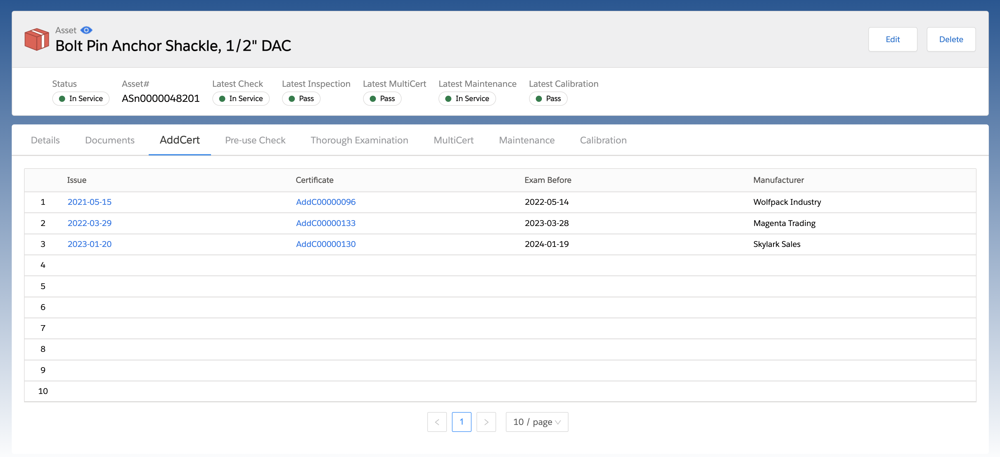 Asset
Bolt Pin Anchor Shackle, 1/2" DAC
Edit Delete
Status Asset# Latest Check Latest Inspection Latest MultiCert Latest Maintenance Latest Calibration
In Service ASn0000048201 In Service Pass Pass In Service Pass
Details Documents AddCert Pre-use Check Thorough Examination MultiCert Maintenance Calibration
Issue Certificate Exam Before Manufacturer
1 2021-05-15 AddC00000096 2022-05-14 Wolfpack Industry
2 2022-03-29 AddC00000133 2023-03-28 Magenta Trading
3 2023-01-20 AddC00000130 2024-01-19 Skylark Sales
4
5
6
7
8
9
10
< 1 > 10 / page